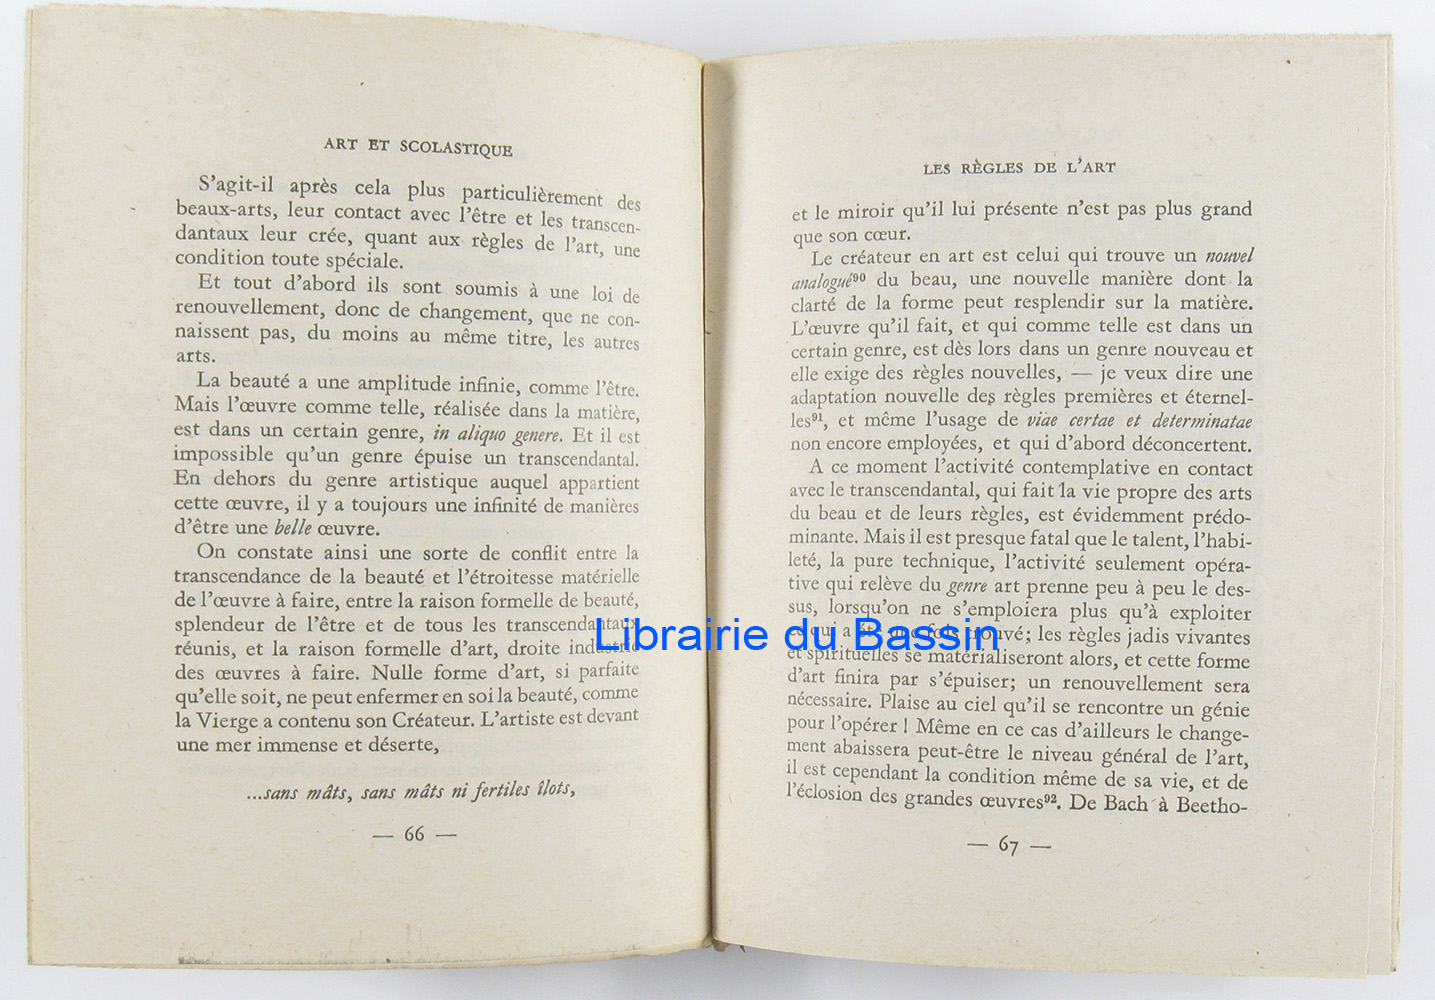 ART ET SCOLASTIQUE
S'agit-il après cela plus particulièrement des
beaux-arts, leur contact avec l'être et les transcen-
dantaux leur crée, quant aux règles de l'art, une
condition toute spéciale.
Et tout d'abord ils sont soumis à une loi de
renouvellement, donc de changement, que ne con-
naissent pas, du moins au même titre, les autres
arts.
La beauté a une amplitude infinie, comme l'être.
Mais l'œuvre comme telle, réalisée dans la matière,
est dans un certain genre, in aliquo genere. Et il est
impossible qu'un genre épuise un transcendantal.
En dehors du genre artistique auquel appartient
cette œuvre, il y a toujours une infinité de manières
d'être une belle œuvre.
On constate ainsi une sorte de conflit entre la
transcendance de la beauté et l'étroitesse matérielle
de l'œuvre à faire, entre la raison formelle de beauté,
splendeur de l'être et de tous les transcendantaux
réunis, et la raison formelle d'art, droite industrie
des œuvres à faire. Nulle forme d'art, si parfaite
qu'elle soit, ne peut enfermer en soi la beauté, comme
la Vierge a contenu son Créateur. L'artiste est devant
une mer immense et déserte,
...sans mâts, sans mâts ni fertiles îlots,
— 66 —
LES RÈGLES DE L'ART
et le miroir qu'il lui présente n'est pas plus grand
que son cœur.
Le créateur en art est celui qui trouve un nouvel
analogué⁹⁰ du beau, une nouvelle manière dont la
clarté de la forme peut resplendir sur la matière.
L'œuvre qu'il fait, et qui comme telle est dans un
certain genre, est dès lors dans un genre nouveau et
elle exige des règles nouvelles, — je veux dire une
adaptation nouvelle des règles premières et éternel-
les⁹¹, et même l'usage de viae certae et determinatae
non encore employées, et qui d'abord déconcertent.
A ce moment l'activité contemplative en contact
avec le transcendantal, qui fait la vie propre des arts
du beau et de leurs règles, est évidemment prédo-
minante. Mais il est presque fatal que le talent, l'habi-
leté, la pure technique, l'activité seulement opéra-
tive qui relève du genre art prenne peu à peu le des-
sus, lorsqu'on ne s'emploiera plus qu'à exploiter
ce qui a été une fois trouvé; les règles jadis vivantes
et spirituelles se matérialiseront alors, et cette forme
d'art finira par s'épuiser; un renouvellement sera
nécessaire. Plaise au ciel qu'il se rencontre un génie
pour l'opérer ! Même en ce cas d'ailleurs le change-
ment abaissera peut-être le niveau général de l'art,
il est cependant la condition même de sa vie, et de
l'éclosion des grandes œuvres⁹². De Bach à Beetho-
— 67 —
Librairie du Bassin